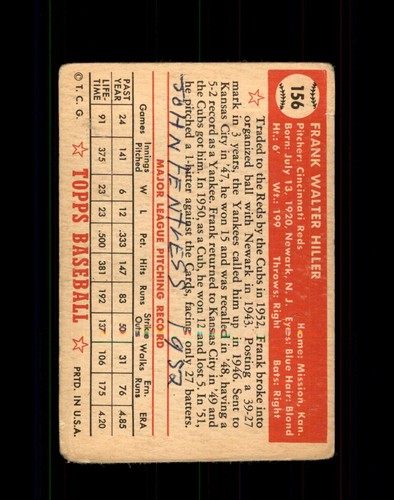 156
FRANK WALTER HILLER
Pitcher: Cincinnati Reds Home: Mission, Kan.
Born: July 13, 1920, Newark, N. J. Eyes: Blue Hair: Blond
Ht.: 6' Wt.: 199 Throws: Right Bats: Right
Traded to the Reds by the Cubs in 1952, Frank broke into
organized ball with Newark in 1943. Posting a 39-27
mark in 3 years, the Yankees called him up in 1946. Sent to
Kansas City in '47, he won 15 and was recalled in '48, having a
5-2 record as a Yankee. Frank returned to Kansas City in '49 and
the Cubs got him. In 1950, as a Cub, he won 12 and lost 5. In '51,
he pitched a 1-hitter against the Cards, facing only 27 batters.
JOHN FENTRESS 1952
MAJOR LEAGUE PITCHING RECORD
Games Innings Pitched W L Pct. Hits Runs Strike Outs Walks Ern. Runs ERA
PAST YEAR 24 141 6 12 .333 147 83 50 31 76 4.85
LIFE-TIME 91 375 23 23 .500 381 192 137 106 175 4.20
© T. C. G. TOPPS BASEBALL PRTD. IN U.S.A.